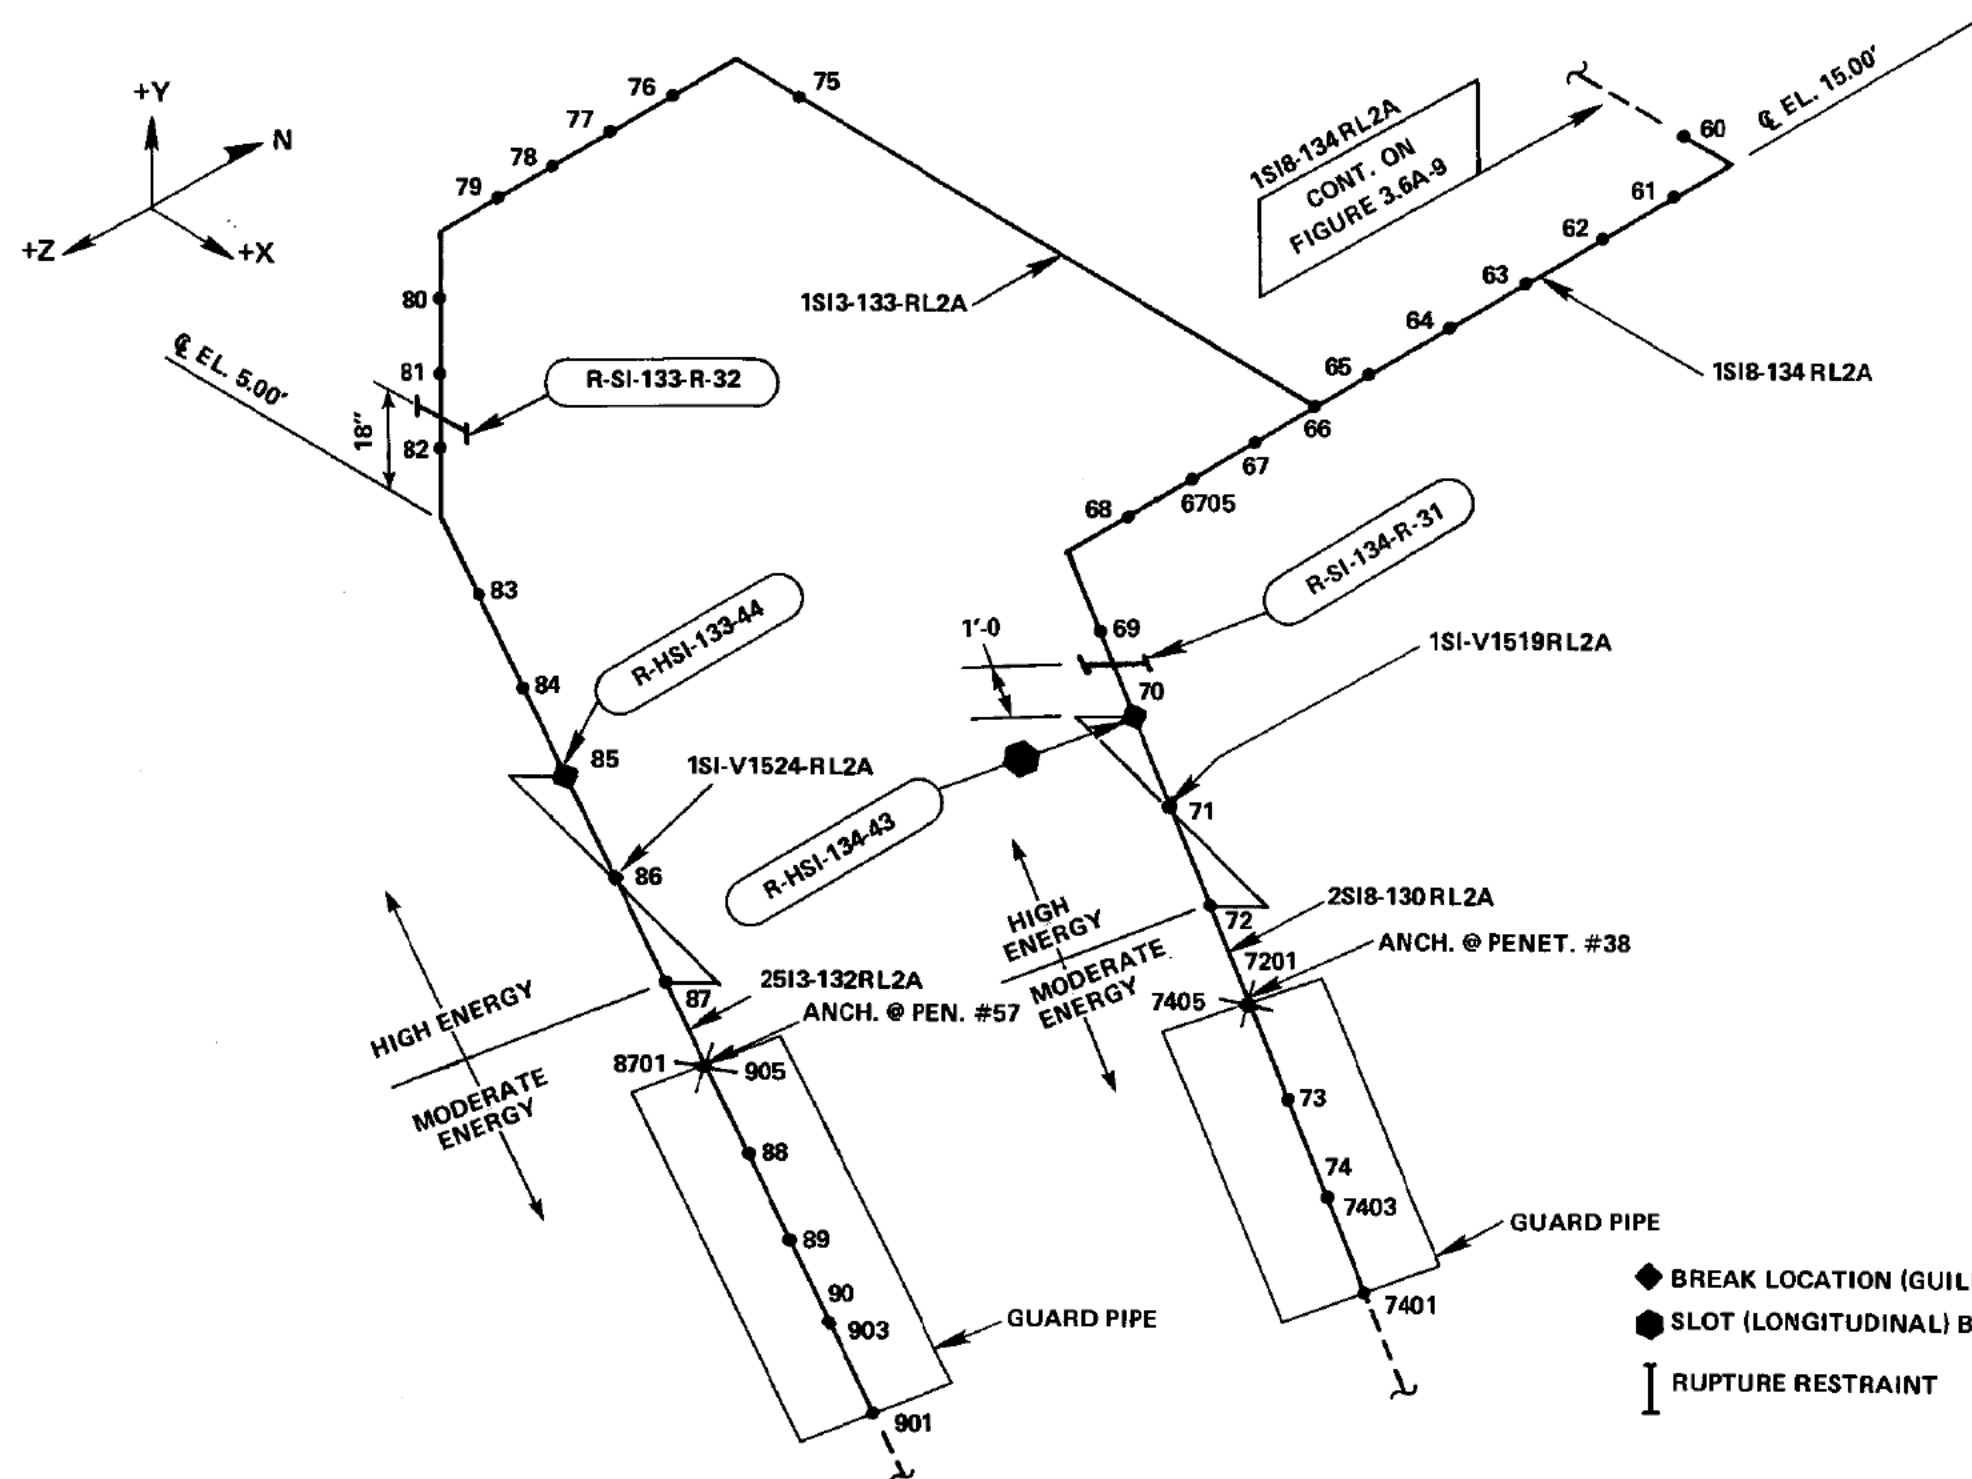 +Y
N
+Z
+X
75
76
77
78
79
80
81
82
18"
℄ EL. 5.00'
R-SI-133-R-32
1SI3-133-RL2A
1SI8-134RL2A
CONT. ON
FIGURE 3.6A-9
60
℄ EL. 15.00'
61
62
63
64
65
66
67
6705
68
1SI8-134 RL2A
R-SI-134-R-31
69
1'-0
70
1SI-V1519RL2A
71
83
84
R-HSI-133-44
85
1SI-V1524-RL2A
86
R-HSI-134-43
HIGH
ENERGY
MODERATE
ENERGY
72
2SI8-130RL2A
ANCH. @ PENET. #38
7201
7405
87
25I3-132RL2A
ANCH. @ PEN. #57
HIGH ENERGY
MODERATE
ENERGY
8701
905
88
89
90
903
901
GUARD PIPE
73
74
7403
GUARD PIPE
7401
BREAK LOCATION (GUIL
SLOT (LONGITUDINAL) B
RUPTURE RESTRAINT